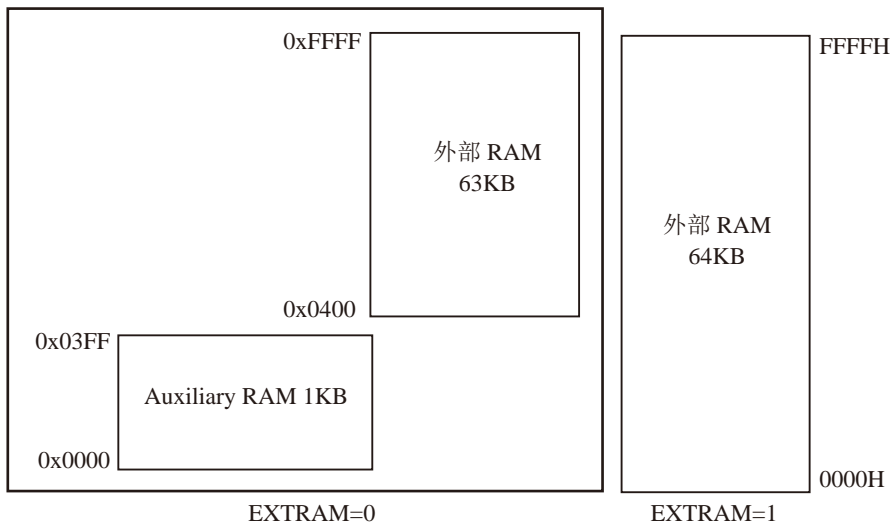 0xFFFF
外部 RAM
63KB
0x0400
0x03FF
Auxiliary RAM 1KB
0x0000
EXTRAM=0
FFFFH
外部 RAM
64KB
0000H
EXTRAM=1